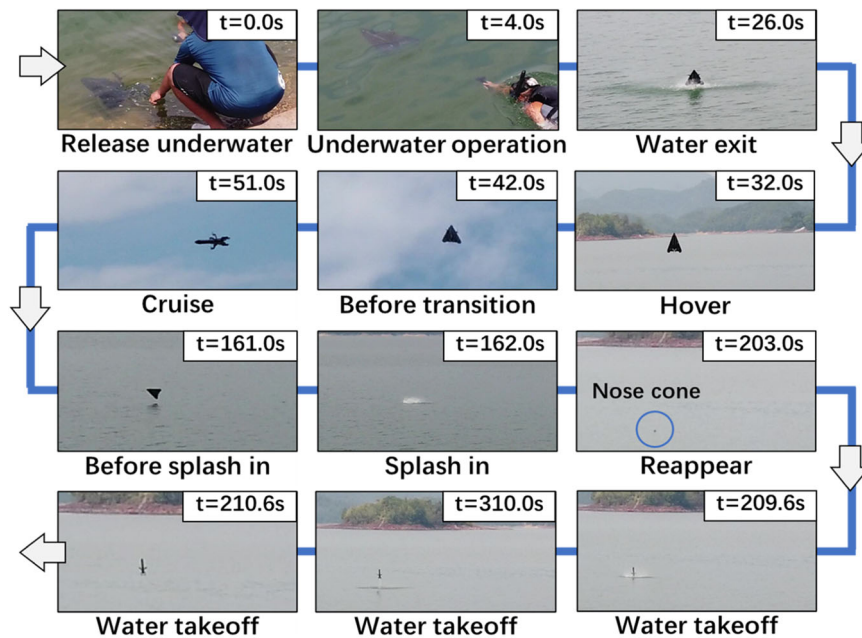 t=0.0s
t=4.0s
t=26.0s
Release underwater
Underwater operation
Water exit
t=51.0s
t=42.0s
t=32.0s
Cruise
Before transition
Hover
t=161.0s
t=162.0s
t=203.0s
Nose cone
Before splash in
Splash in
Reappear
t=210.6s
t=310.0s
t=209.6s
Water takeoff
Water takeoff
Water takeoff